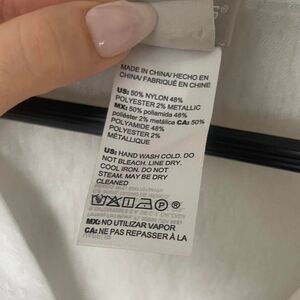 MADE IN CHINA/ HECHO EN
CHINA/ FABRIQUÉ EN CHINE
US: 50% NYLON 48%
POLYESTER 2% METALLIC
MX: 50% poliamida 48%
poliéster 2% metálica CA: 50%
POLYAMIDE 48%
POLYESTER 2%
MÉTALLIQUE
US: HAND WASH COLD. DO
NOT BLEACH. LINE DRY.
COOL IRON. DO NOT
STEAM. MAY BE DRY
CLEANED
MX: NO UTILIZAR VAPOR
CA: NE PAS REPASSER À LA